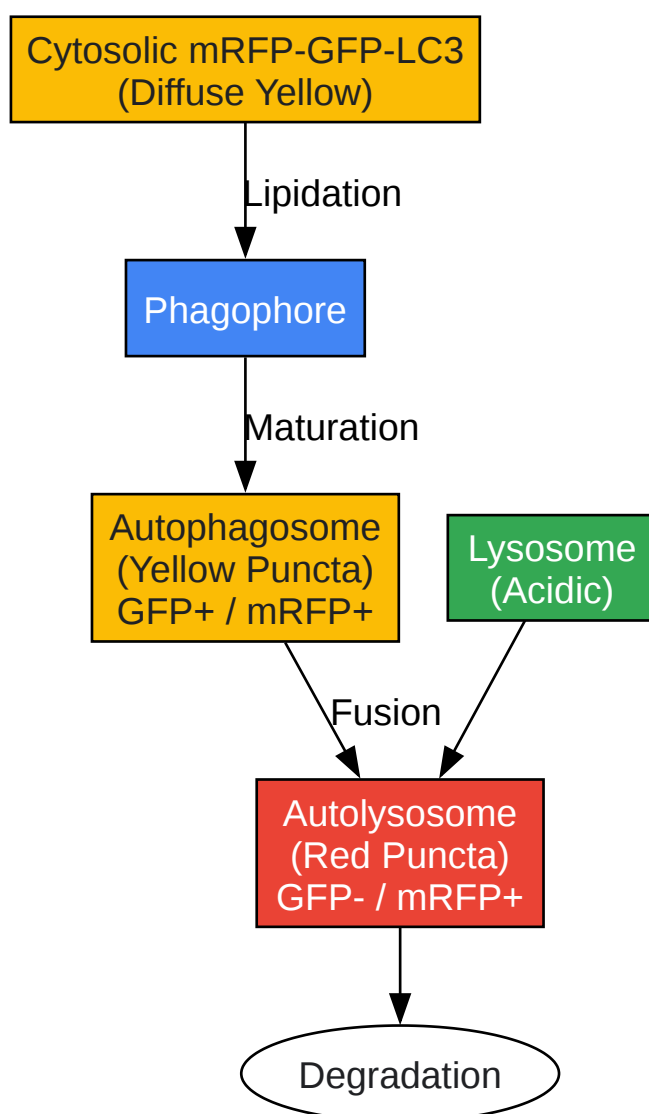 Cytosolic mRFP-GFP-LC3
(Diffuse Yellow)
Lipidation
Phagophore
Maturation
Autophagosome
(Yellow Puncta)
GFP+ / mRFP+
Lysosome
(Acidic)
Fusion
Autolysosome
(Red Puncta)
GFP- / mRFP+
Degradation